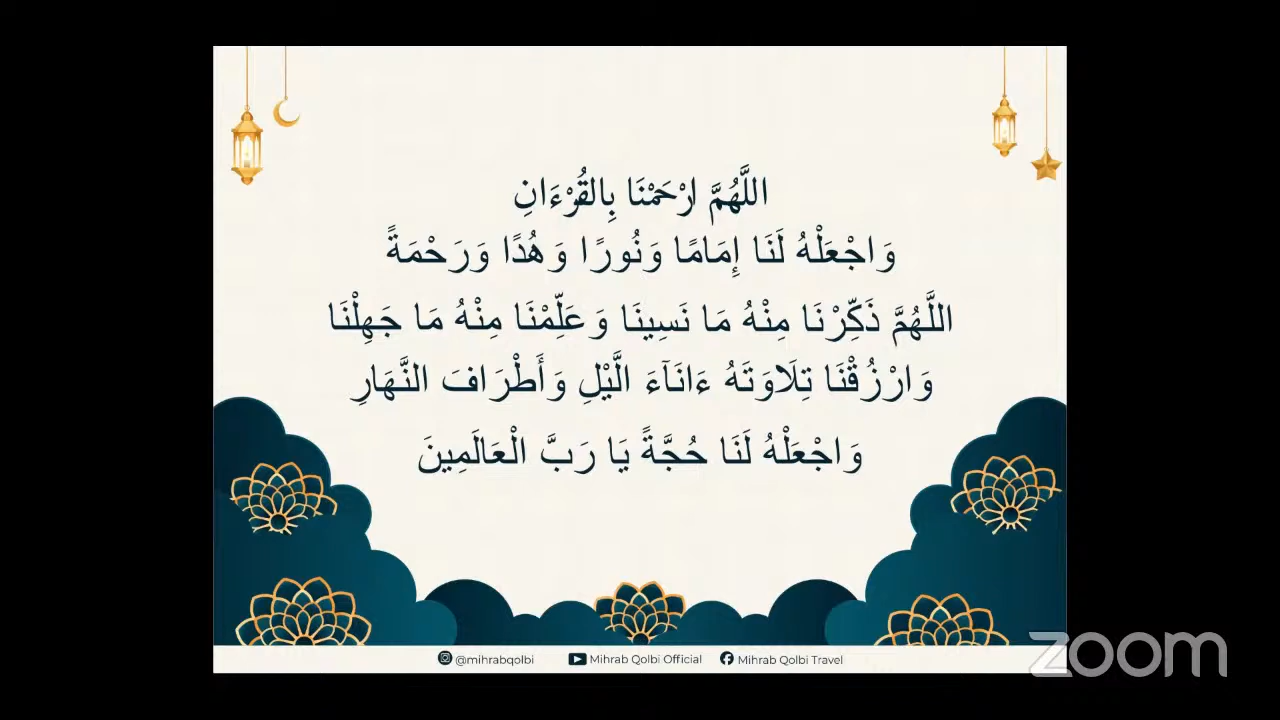 اللَّهُمَّ ارْحَمْنَا بِالقُرْءَانِ
وَاجْعَلْهُ لَنَا إِمَامًا وَنُورًا وَهُدًا وَرَحْمَةً
اللَّهُمَّ ذَكِّرْنَا مِنْهُ مَا نَسِينَا وَعَلِّمْنَا مِنْهُ مَا جَهِلْنَا
وَارْزُقْنَا تِلَاوَتَهُ ءَانَآءَ الَّيْلِ وَأَطْرَافَ النَّهَارِ
وَاجْعَلْهُ لَنَا حُجَّةً يَا رَبَّ الْعَالَمِينَ
@mihrabqolbi Mihrab Qolbi Official Mihrab Qolbi Travel
zoom